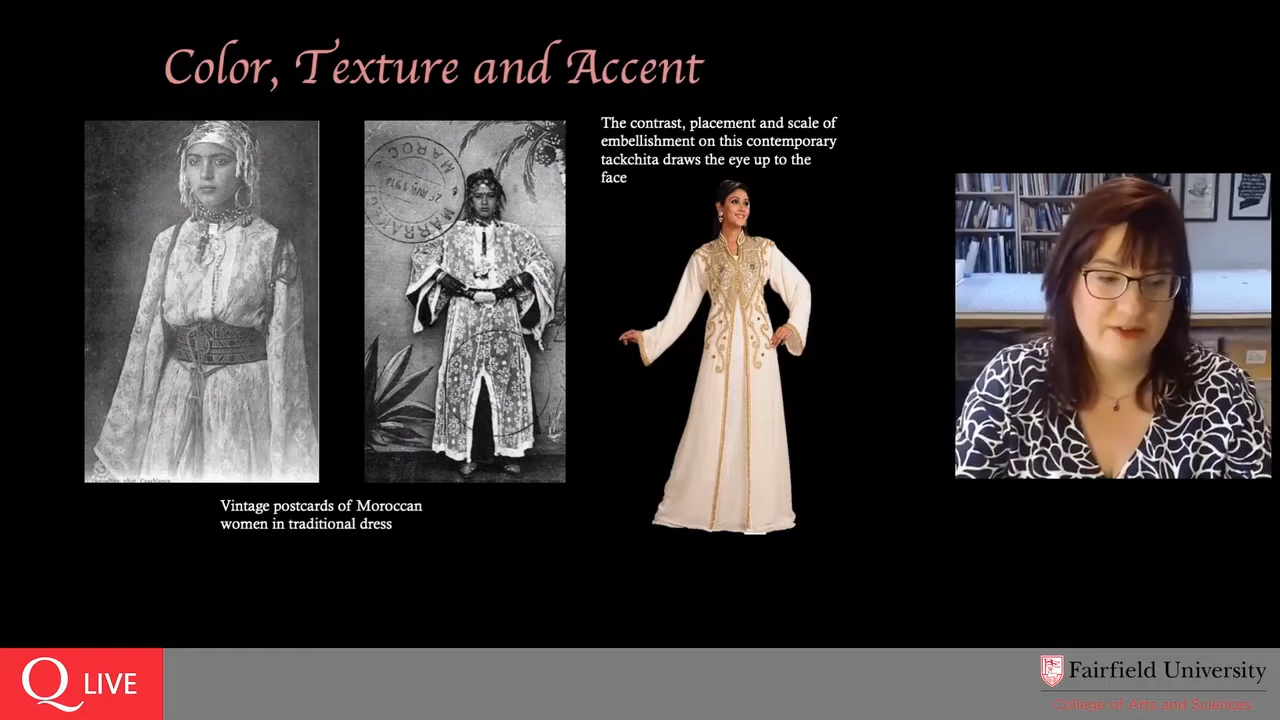 Color, Texture and Accent
The contrast, placement and scale of
embellishment on this contemporary
tackchita draws the eye up to the
face
MAROC
MARRAK
Vintage postcards of Moroccan
women in traditional dress
Q LIVE
Fairfield University
College of Arts and Sciences